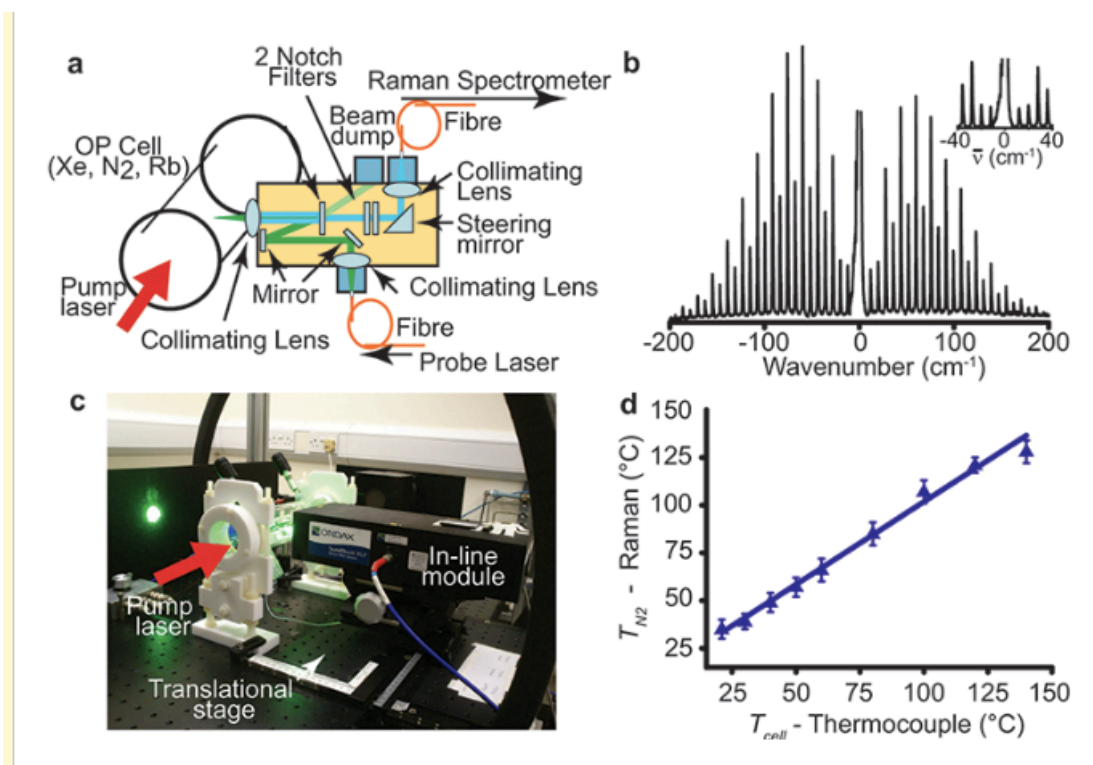 a
2 Notch
Filters
Raman Spectrometer
Beam
dump
Fibre
OP Cell
(Xe, N2, Rb)
Collimating
Lens
Steering
mirror
Pump
laser
Mirror
Collimating Lens
Collimating Lens
Fibre
Probe Laser
b
-40 0 40
ν̅ (cm-1)
-200 -100 0 100 200
Wavenumber (cm-1)
c
ONDAX
In-line
module
Pump
laser
Translational
stage
d
150
125
100
75
50
25
TN2 - Raman (°C)
25 50 75 100 125 150
Tcell - Thermocouple (°C)